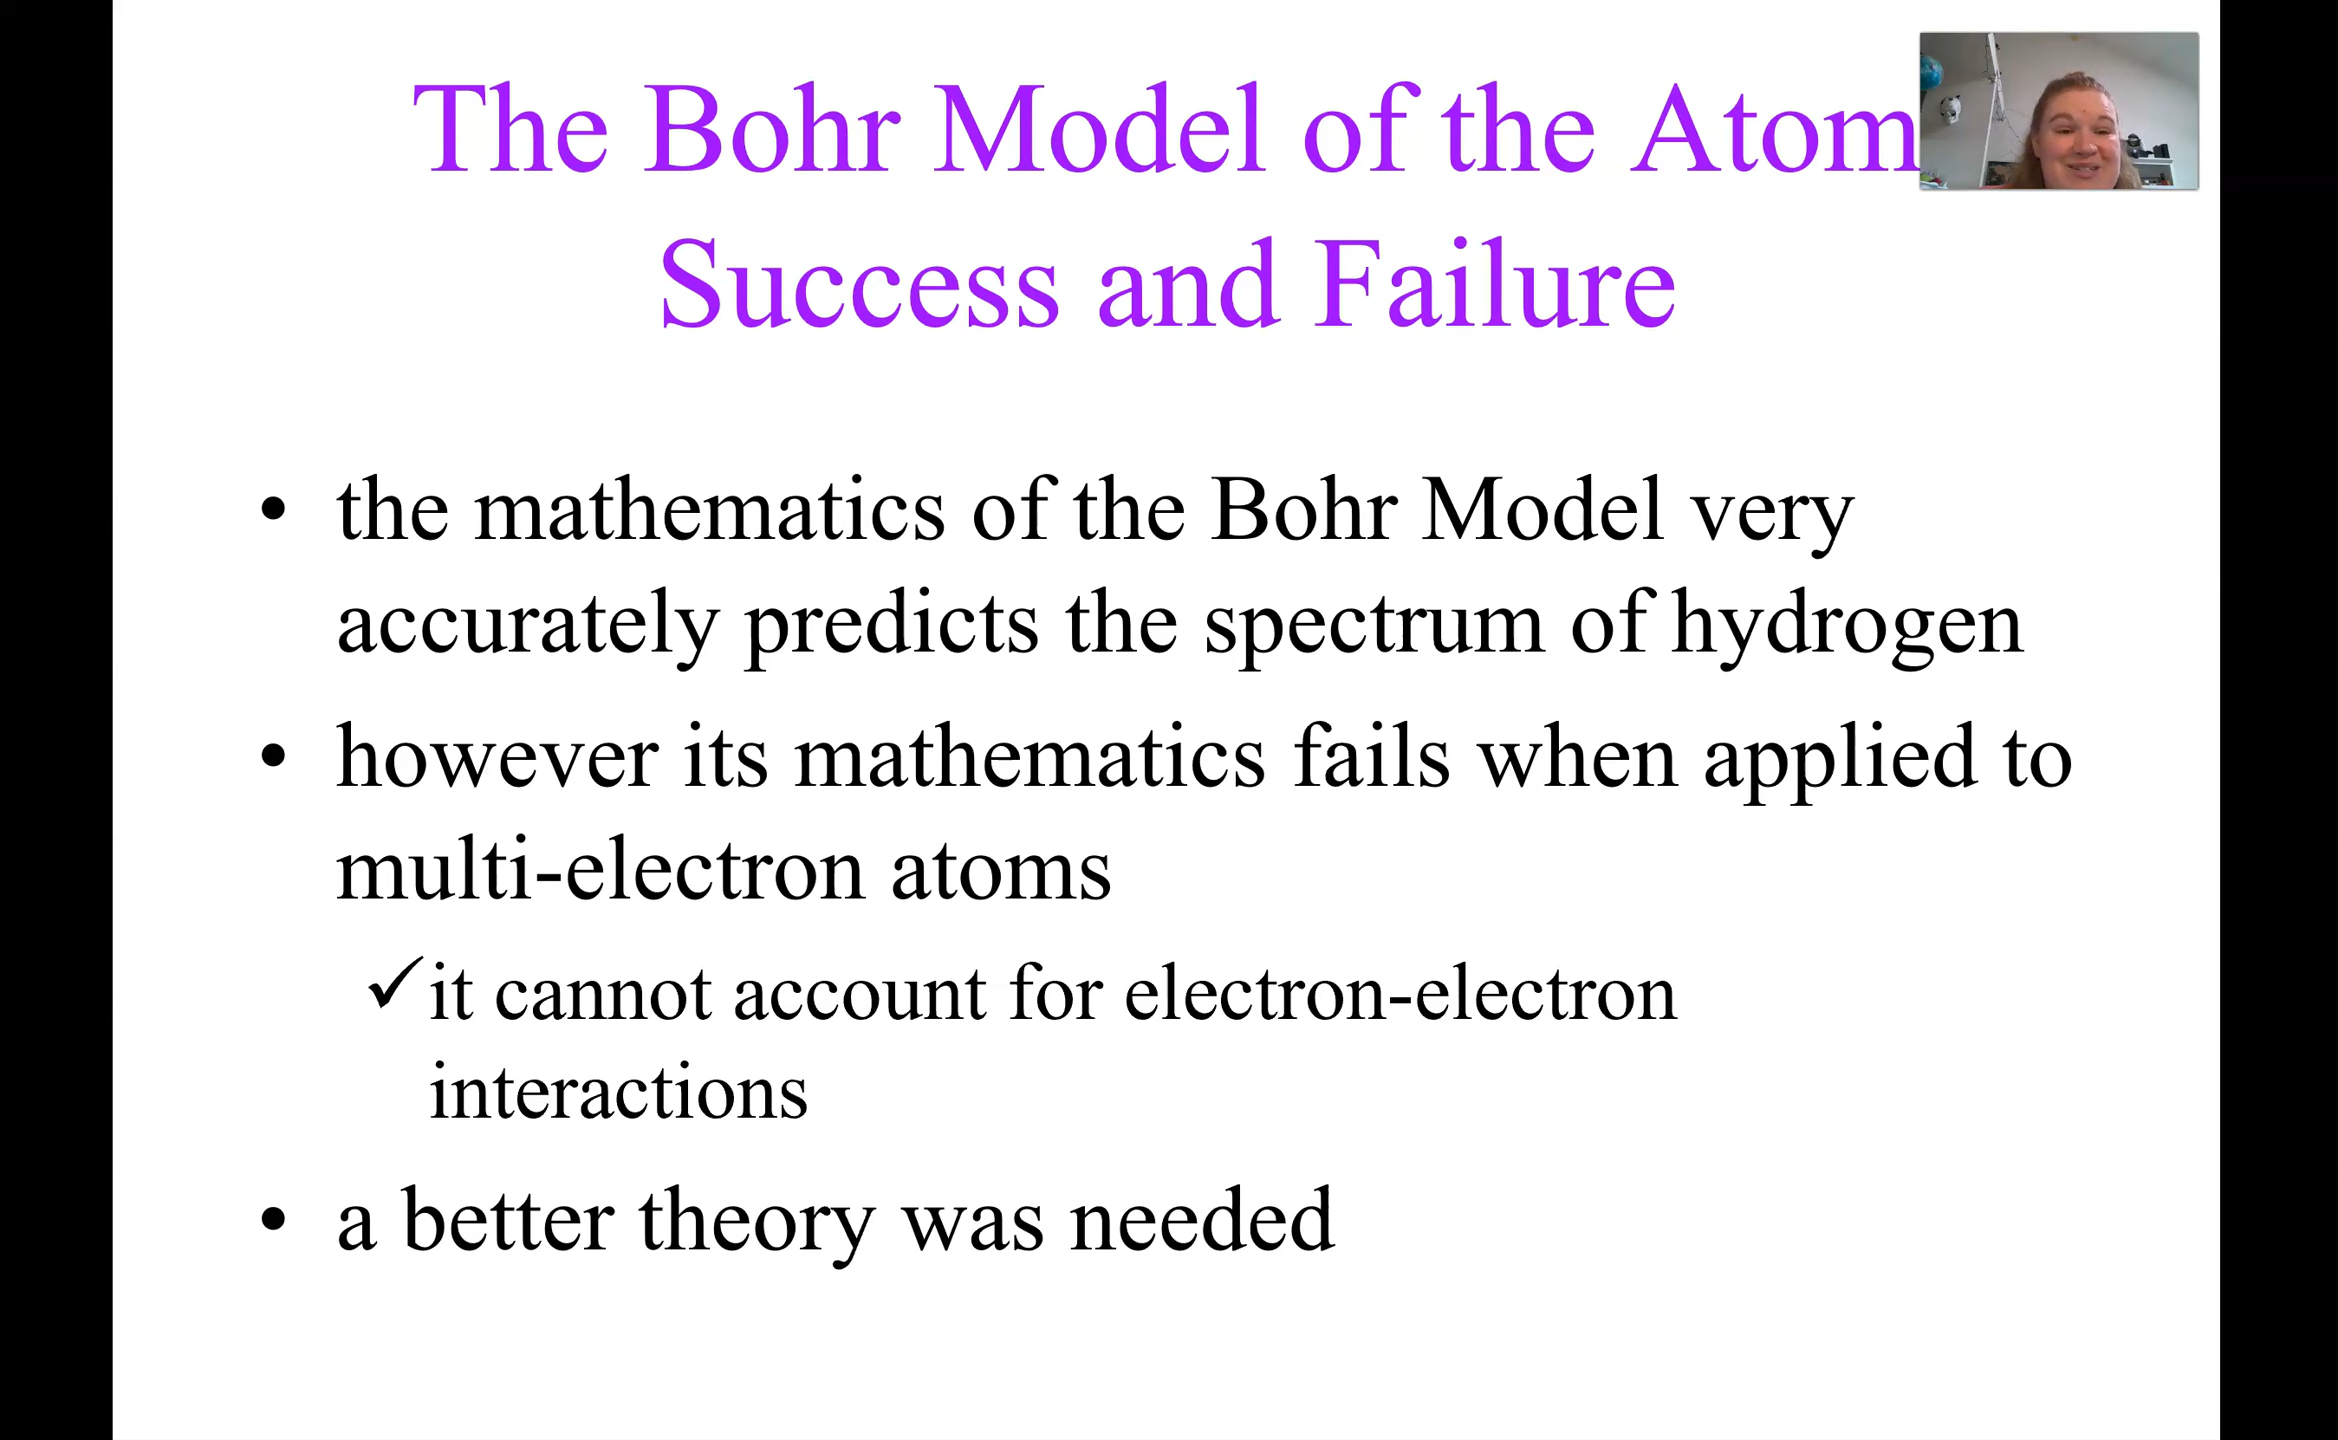 The Bohr Model of the Atom
Success and Failure
• the mathematics of the Bohr Model very
accurately predicts the spectrum of hydrogen
• however its mathematics fails when applied to
multi-electron atoms
✓it cannot account for electron-electron
interactions
• a better theory was needed